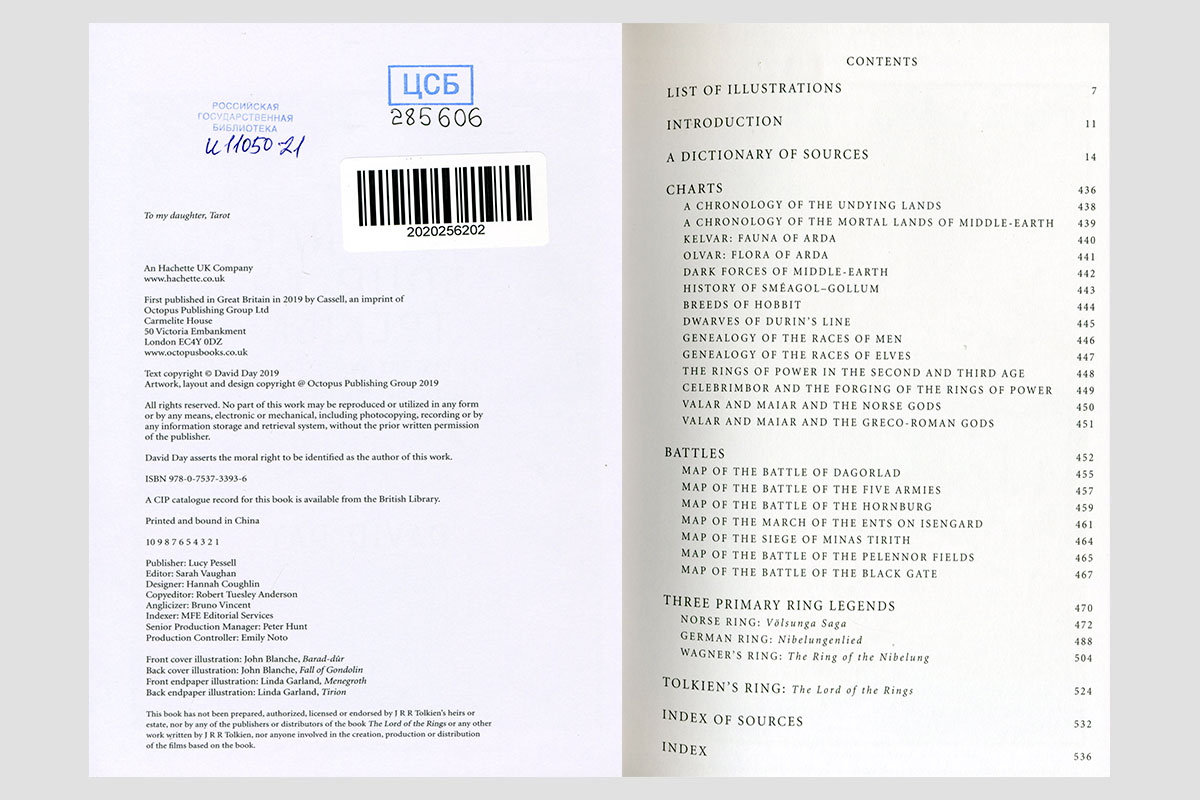 РОССИЙСКАЯ
ГОСУДАРСТВЕННАЯ
БИБЛИОТЕКА
И 11050-21
ЦСБ
285606
2020256202
To my daughter, Tarot
An Hachette UK Company
www.hachette.co.uk
First published in Great Britain in 2019 by Cassell, an imprint of
Octopus Publishing Group Ltd
Carmelite House
50 Victoria Embankment
London EC4Y 0DZ
www.octopusbooks.co.uk
Text copyright © David Day 2019
Artwork, layout and design copyright @ Octopus Publishing Group 2019
All rights reserved. No part of this work may be reproduced or utilized in any form
or by any means, electronic or mechanical, including photocopying, recording or by
any information storage and retrieval system, without the prior written permission
of the publisher.
David Day asserts the moral right to be identified as the author of this work.
ISBN 978-0-7537-3393-6
A CIP catalogue record for this book is available from the British Library.
Printed and bound in China
10 9 8 7 6 5 4 3 2 1
Publisher: Lucy Pessell
Editor: Sarah Vaughan
Designer: Hannah Coughlin
Copyeditor: Robert Tuesley Anderson
Anglicizer: Bruno Vincent
Indexer: MFE Editorial Services
Senior Production Manager: Peter Hunt
Production Controller: Emily Noto
Front cover illustration: John Blanche, Barad-dûr
Back cover illustration: John Blanche, Fall of Gondolin
Front endpaper illustration: Linda Garland, Menegroth
Back endpaper illustration: Linda Garland, Tirion
This book has not been prepared, authorized, licensed or endorsed by J R R Tolkien's heirs or
estate, nor by any of the publishers or distributors of the book The Lord of the Rings or any other
work written by J R R Tolkien, nor anyone involved in the creation, production or distribution
of the films based on the book.
CONTENTS
LIST OF ILLUSTRATIONS 7
INTRODUCTION 11
A DICTIONARY OF SOURCES 14
CHARTS 436
A CHRONOLOGY OF THE UNDYING LANDS 438
A CHRONOLOGY OF THE MORTAL LANDS OF MIDDLE-EARTH 439
KELVAR: FAUNA OF ARDA 440
OLVAR: FLORA OF ARDA 441
DARK FORCES OF MIDDLE-EARTH 442
HISTORY OF SMÉAGOL–GOLLUM 443
BREEDS OF HOBBIT 444
DWARVES OF DURIN'S LINE 445
GENEALOGY OF THE RACES OF MEN 446
GENEALOGY OF THE RACES OF ELVES 447
THE RINGS OF POWER IN THE SECOND AND THIRD AGE 448
CELEBRIMBOR AND THE FORGING OF THE RINGS OF POWER 449
VALAR AND MAIAR AND THE NORSE GODS 450
VALAR AND MAIAR AND THE GRECO-ROMAN GODS 451
BATTLES 452
MAP OF THE BATTLE OF DAGORLAD 455
MAP OF THE BATTLE OF THE FIVE ARMIES 457
MAP OF THE BATTLE OF THE HORNBURG 459
MAP OF THE MARCH OF THE ENTS ON ISENGARD 461
MAP OF THE SIEGE OF MINAS TIRITH 464
MAP OF THE BATTLE OF THE PELENNOR FIELDS 465
MAP OF THE BATTLE OF THE BLACK GATE 467
THREE PRIMARY RING LEGENDS 470
NORSE RING: Völsunga Saga 472
GERMAN RING: Nibelungenlied 488
WAGNER'S RING: The Ring of the Nibelung 504
TOLKIEN'S RING: The Lord of the Rings 524
INDEX OF SOURCES 532
INDEX 536